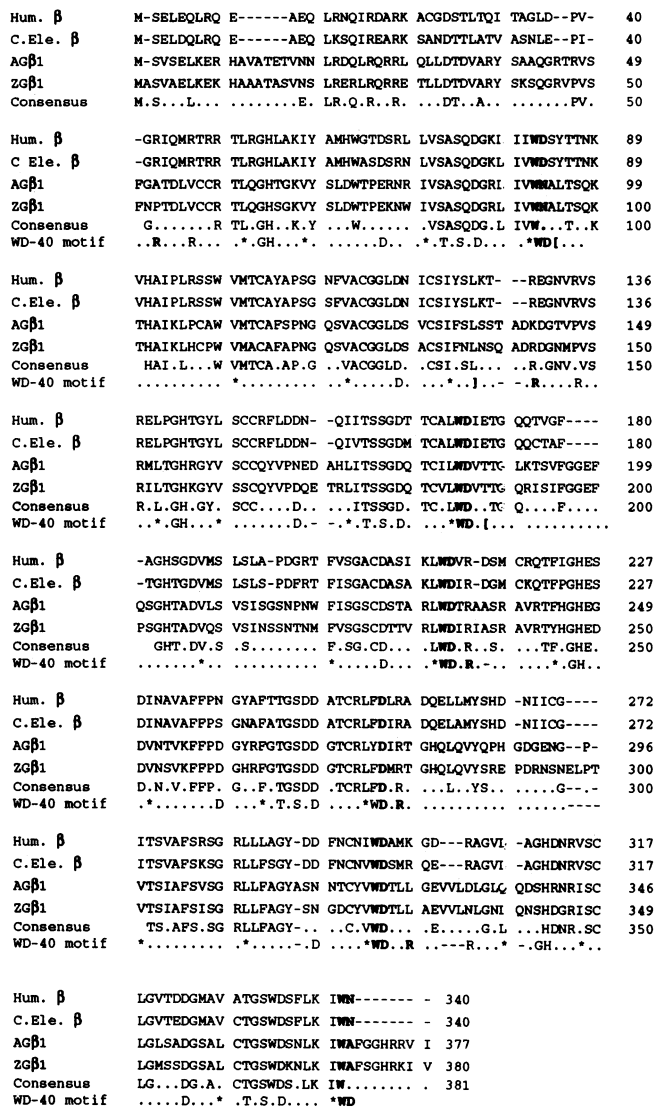 Hum. β M-SELEQLRQ E------AEQ LRNQIRDARK ACGDSTLTQI TAGLD--PV- 40
C.Ele. β M-SELDQLRQ E------AEQ LKSQIREARK SANDTTLATV ASNLE--PI- 40
AGβ1 M-SVSELKER HAVATETVNN LRDQLRQRRL QLLDTDVARY SAAQGRTRVS 49
ZGβ1 MASVAELKEK HAAATASVNS LRERLRQRRE TLLDTDVARY SKSQGRVPVS 50
Consensus M.S...L... .......E. LR.Q.R..R. ...DT..A.. .......PV. 50
Hum. β -GRIQMRTRR TLRGHLAKIY AMHWGTDSRL LVSASQDGKI IIWDSYTTNK 89
C Ele. β -GRIQMRTRR TLRGHLAKIY AMHWASDSRN LVSASQDGKI IVWDSYTTNK 89
AGβ1 FGATDLVCCR TLQGHTGKVY SLDWTPERNR IVSASQDGRI IVWNALTSQK 99
ZGβ1 FNPTDLVCCR TLQGHSGKVY SLDWTPEKNW IVSASQDGRL IVWNALTSQK 100
Consensus G......R TL.GH..K.Y ...W...... .VSASQDG.L IVW...T..K 100
WD-40 motif ..R...R.. .*.GH...*. .......D.. .*.T.S.D.. .*WD[...
Hum. β VHAIPLRSSW VMTCAYAPSG NFVACGGLDN ICSIYSLKT- --REGNVRVS 136
C.Ele. β VHAIPLRSSW VMTCAYAPSG SFVACGGLDN ICSIYSLKT- --REGNVRVS 136
AGβ1 THAIKLPCAW VMTCAFSPNG QSVACGGLDS VCSIFSLSST ADKDGTVPVS 149
ZGβ1 THAIKLHCPW VMACAFAPNG QSVACGGLDS ACSIFNLNSQ ADRDGNMPVS 150
Consensus HAI.L...W VMTCA.AP.G ..VACGGLD. .CSI.SL... ..R.GNV.VS 150
WD-40 motif .......... .*........ ...*....D. ...*..].-- -.R...R..
Hum. β RELPGHTGYL SCCRFLDDN- -QIITSSGDT TCALWDIETG QQTVGF---- 180
C.Ele. β RELPGHTGYL SCCRFLDDN- -QIVTSSGDM TCALWDIETG QQCTAF---- 180
AGβ1 RMLTGHRGYV SCCQYVPNED AHLITSSGDQ TCILWDVTTG LKTSVFGGEF 199
ZGβ1 RILTGHKGYV SSCQYVPDQE TRLITSSGDQ TCVLWDVTTG QRISIFGGEF 200
Consensus R.L.GH.GY. SCC....D.. ...ITSSGD. TC.LWD..TG Q....F.... 200
WD-40 motif ..*.GH...* .......D.- -.*.T.S.D. ...*WD.[.. ..........
Hum. β -AGHSGDVMS LSLA-PDGRT FVSGACDASI KLWDVR-DSM CRQTFIGHES 227
C.Ele. β -TGHTGDVMS LSLS-PDFRT FISGACDASA KLWDIR-DGM CKQTFPGHES 227
AGβ1 QSGHTADVLS VSISGSNPNW FISGSCDSTA RLWDTRAASR AVRTFHGHEG 249
ZGβ1 PSGHTADVQS VSINSSNTNM FVSGSCDTTV RLWDIRIASR AVRTYHGHED 250
Consensus GHT.DV.S .S........ F.SG.CD... .LWD.R..S. ...TF.GHE. 250
WD-40 motif .......*.. .......... .......D.. .*WD.R.-.. ....*.GH..
Hum. β DINAVAFFPN GYAFTTGSDD ATCRLFDLRA DQELLMYSHD -NIICG---- 272
C.Ele. β DINAVAFFPS GNAFATGSDD ATCRLFDIRA DQELAMYSHD -NIICG---- 272
AGβ1 DVNTVKFFPD GYRFGTGSDD GTCRLYDIRT GHQLQVYQPH GDGENG--P- 296
ZGβ1 DVNSVKFFPD GHRFGTGSDD GTCRLFDMRT GHQLQVYSRE PDRNSNELPT 300
Consensus D.N.V.FFP. G..F.TGSDD .TCRLFD.R. ...L..YS.. .....G--.- 300
WD-40 motif .*.......D ...*.T.S.D ....*WD.R. .......... ......----
Hum. β ITSVAFSRSG RLLLAGY-DD FNCNIWDAMK GD---RAGVI -AGHDNRVSC 317
C.Ele. β ITSVAFSKSG RLLFSGY-DD FNCNVWDSMR QE---RAGVI -AGHDNRVSC 317
AGβ1 VTSIAFSVSG RLLFAGYASN NTCYVWDTLL GEVVLDLGLQ QDSHRNRISC 346
ZGβ1 VTSIAFSISG RLLFAGY-SN GDCYVWDTLL AEVVLNLGNI QNSHDGRISC 349
Consensus TS.AFS.SG RLLFAGY... ..C.VWD... .E.....G.L ...HDNR.SC 350
WD-40 motif *......... ....*...-.D ....*WD..R ...---R..* .-.GH...*..
Hum. β LGVTDDGMAV ATGSWDSFLK IWN------- - 340
C.Ele. β LGVTEDGMAV CTGSWDSFLK IWN------- - 340
AGβ1 LGLSADGSAL CTGSWDSNLK IWAFGGHRRV I 377
ZGβ1 LGMSSDGSAL CTGSWDKNLK IWAFSGHRKI V 380
Consensus LG...DG.A. CTGSWDS.LK IW........ . 381
WD-40 motif .....D...* .T.S.D.... *WD